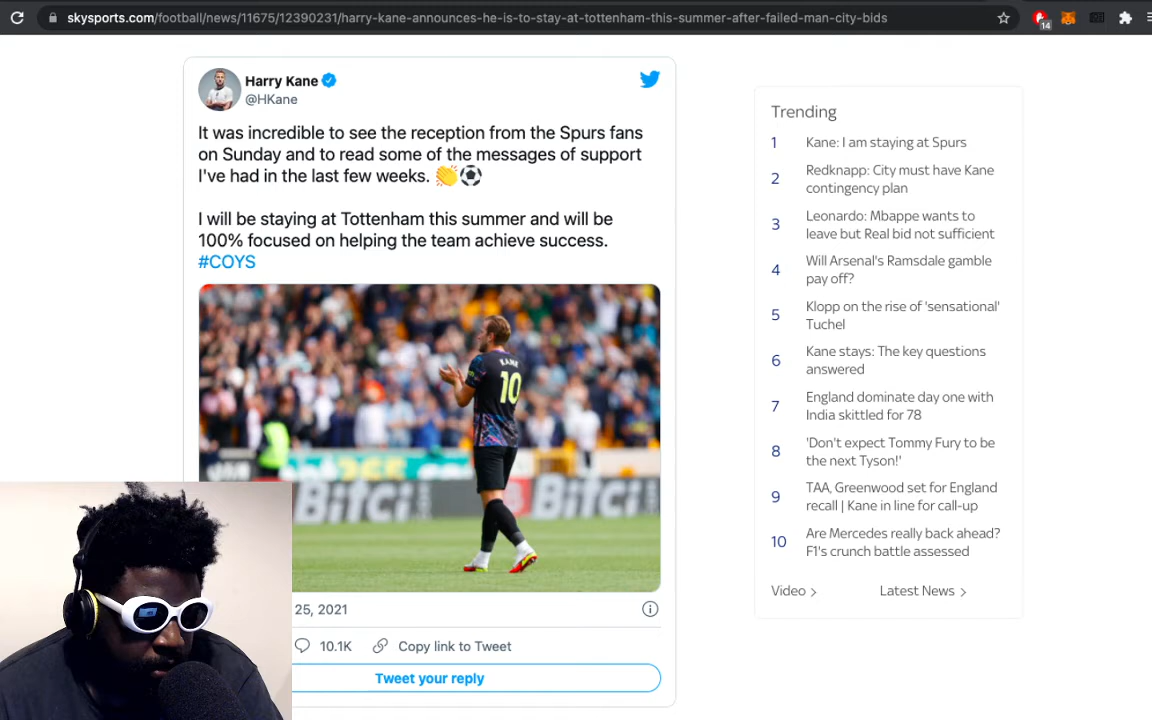 skysports.com/football/news/11675/12390231/harry-kane-announces-he-is-to-stay-at-tottenham-this-summer-after-failed-man-city-bids
14
Harry Kane
@HKane
It was incredible to see the reception from the Spurs fans
on Sunday and to read some of the messages of support
I've had in the last few weeks. 👏⚽
I will be staying at Tottenham this summer and will be
100% focused on helping the team achieve success.
#COYS
KANE
10
Bitci
Bitci
25, 2021
10.1K
Copy link to Tweet
Tweet your reply
Trending
1 Kane: I am staying at Spurs
2 Redknapp: City must have Kane
contingency plan
3 Leonardo: Mbappe wants to
leave but Real bid not sufficient
4 Will Arsenal's Ramsdale gamble
pay off?
5 Klopp on the rise of 'sensational'
Tuchel
6 Kane stays: The key questions
answered
7 England dominate day one with
India skittled for 78
8 'Don't expect Tommy Fury to be
the next Tyson!'
9 TAA, Greenwood set for England
recall | Kane in line for call-up
10 Are Mercedes really back ahead?
F1's crunch battle assessed
Video
Latest News